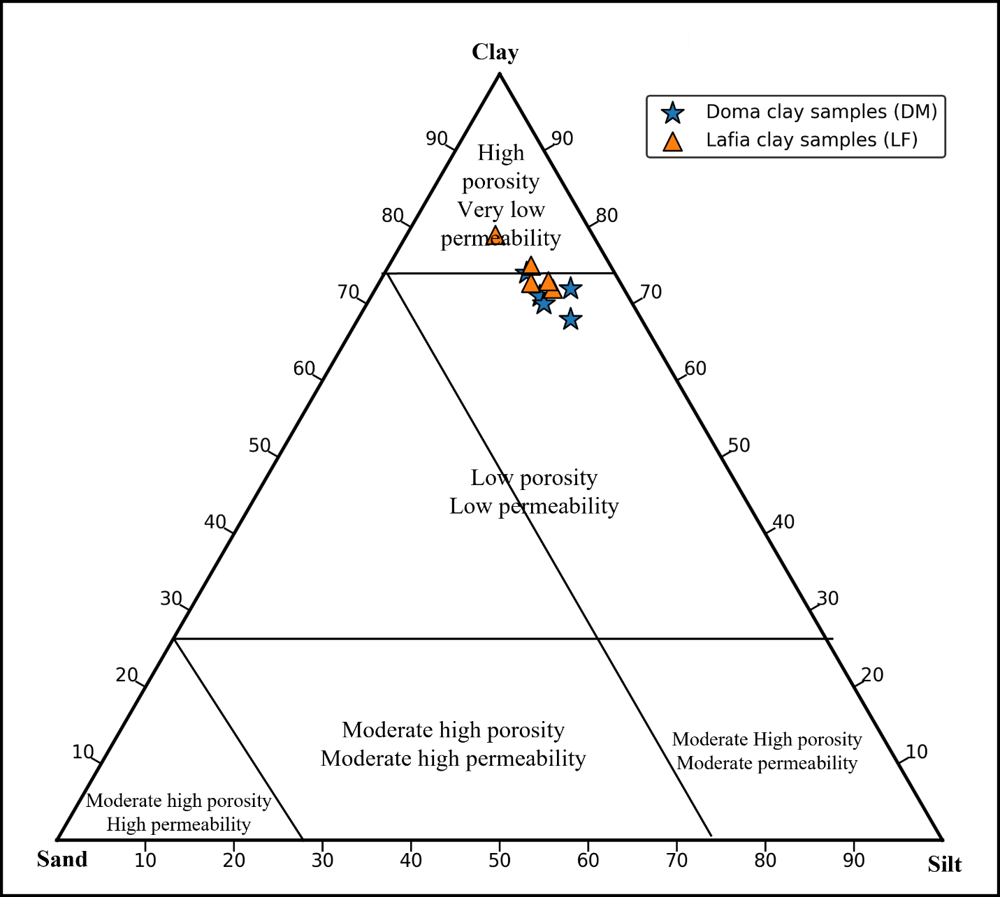 Clay
Doma clay samples (DM)
Lafia clay samples (LF)
90
90
High
porosity
Very low
permeability
80
80
70
70
60
60
50
50
Low porosity
Low permeability
40
40
30
30
20
20
Moderate high porosity
Moderate high permeability
Moderate High porosity
Moderate permeability
10
10
Moderate high porosity
High permeability
Sand
10 20 30 40 50 60 70 80 90
Silt